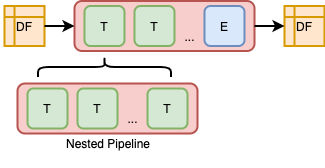 DF T T ... E DF
T T ... T
Nested Pipeline